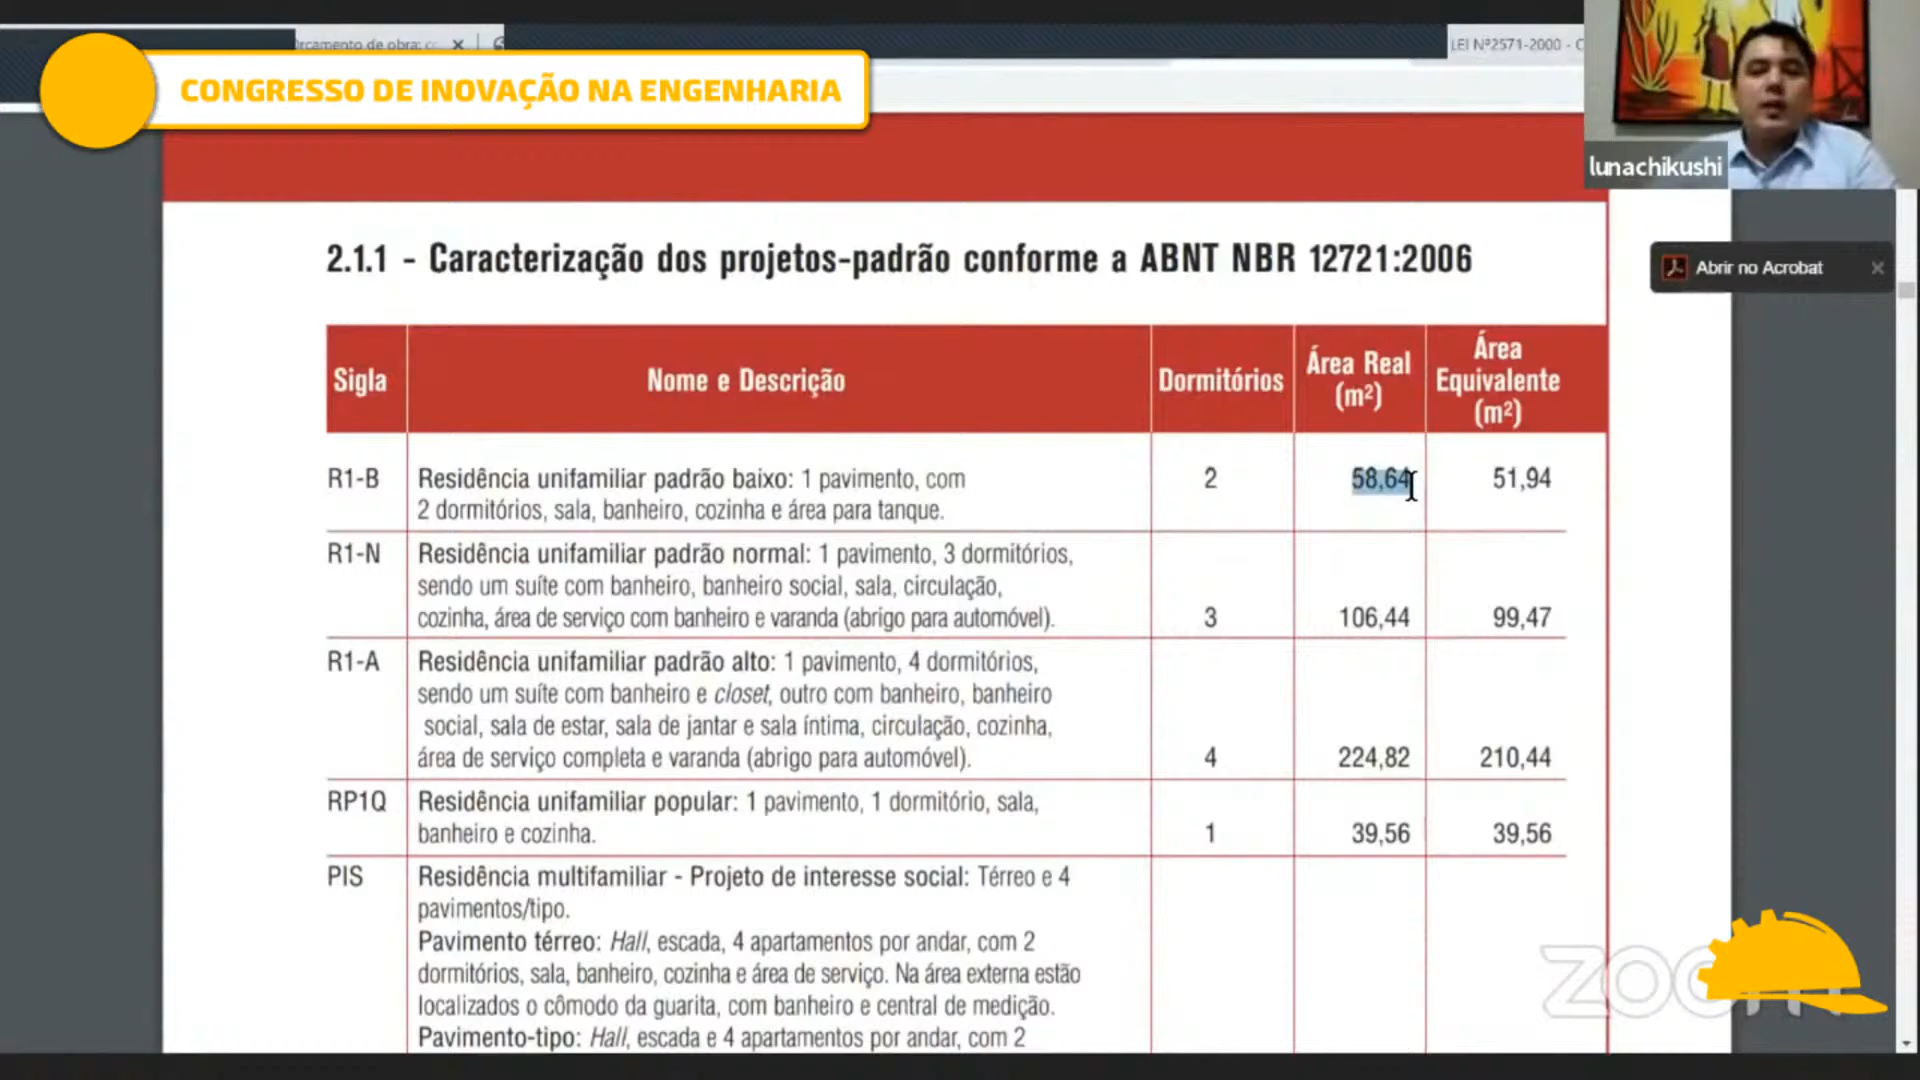 Orçamento de obra: c
LEI Nº2571-2000 - C
CONGRESSO DE INOVAÇÃO NA ENGENHARIA
lunachikushi
2.1.1 - Caracterização dos projetos-padrão conforme a ABNT NBR 12721:2006
Abrir no Acrobat
Sigla Nome e Descrição Dormitórios Área Real (m²) Área Equivalente (m²)
R1-B Residência unifamiliar padrão baixo: 1 pavimento, com 2 58,64 51,94
2 dormitórios, sala, banheiro, cozinha e área para tanque.
R1-N Residência unifamiliar padrão normal: 1 pavimento, 3 dormitórios,
sendo um suíte com banheiro, banheiro social, sala, circulação,
cozinha, área de serviço com banheiro e varanda (abrigo para automóvel). 3 106,44 99,47
R1-A Residência unifamiliar padrão alto: 1 pavimento, 4 dormitórios,
sendo um suíte com banheiro e closet, outro com banheiro, banheiro
social, sala de estar, sala de jantar e sala íntima, circulação, cozinha,
área de serviço completa e varanda (abrigo para automóvel). 4 224,82 210,44
RP1Q Residência unifamiliar popular: 1 pavimento, 1 dormitório, sala,
banheiro e cozinha. 1 39,56 39,56
PIS Residência multifamiliar - Projeto de interesse social: Térreo e 4
pavimentos/tipo.
Pavimento térreo: Hall, escada, 4 apartamentos por andar, com 2
dormitórios, sala, banheiro, cozinha e área de serviço. Na área externa estão
localizados o cômodo da guarita, com banheiro e central de medição.
Pavimento-tipo: Hall, escada e 4 apartamentos por andar, com 2
zoom